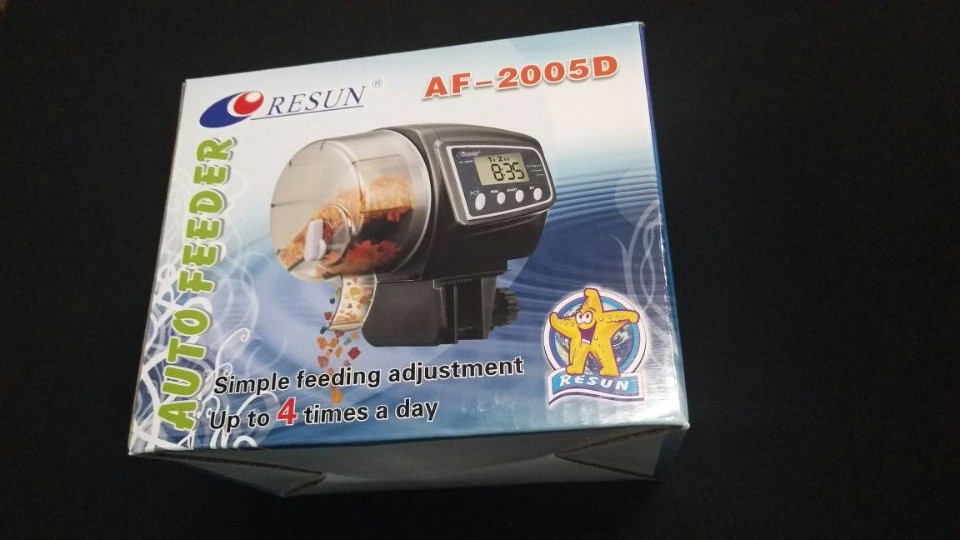 RESUN®
AF-2005D
AUTO FEEDER
8:35
Simple feeding adjustment
Up to 4 times a day
RESUN